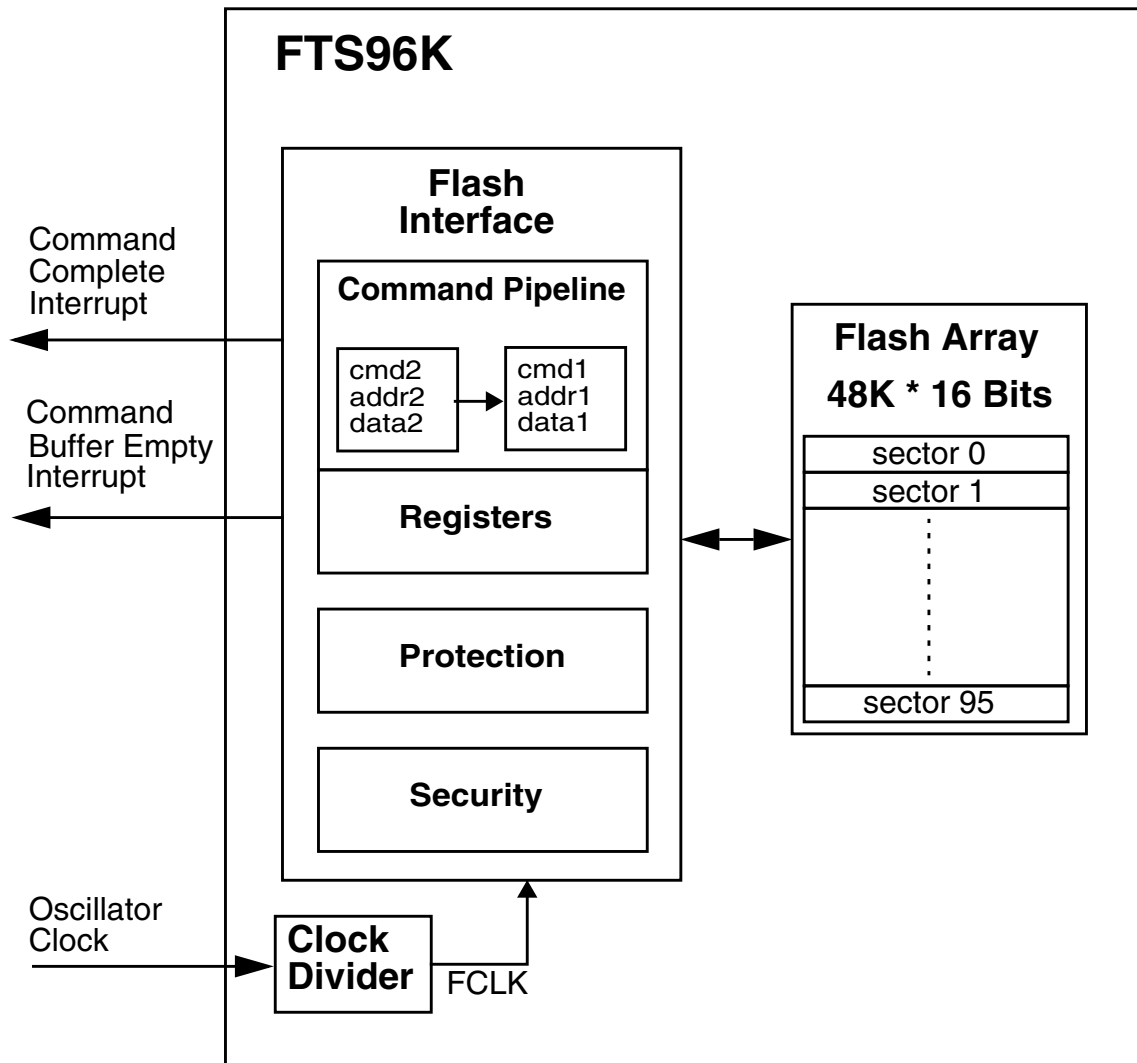 FTS96K
Flash
Interface
Command
Complete
Interrupt
Command Pipeline
cmd2
addr2
data2
cmd1
addr1
data1
Flash Array
48K * 16 Bits
sector 0
sector 1
sector 95
Command
Buffer Empty
Interrupt
Registers
Protection
Security
Oscillator
Clock
Clock
Divider
FCLK